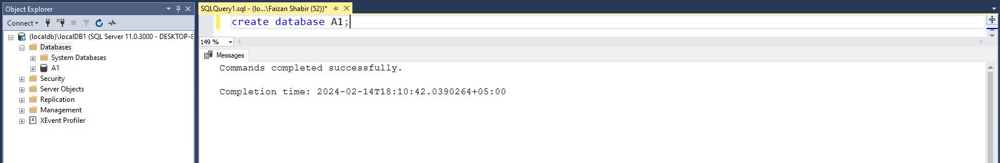 Object Explorer
Connect
(localdb)\localDB1 (SQL Server 11.0.3000 - DESKTOP-8
Databases
System Databases
A1
Security
Server Objects
Replication
Management
XEvent Profiler
SQLQuery1.sql - (lo...\Faizan Shabir (52))*
create database A1;
149 %
Messages
Commands completed successfully.
Completion time: 2024-02-14T18:10:42.0390264+05:00